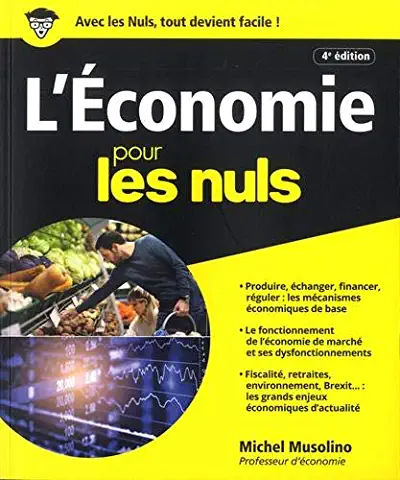 Avec les Nuls, tout devient facile !
4e édition
L'Économie
pour
les nuls
• Produire, échanger, financer,
réguler : les mécanismes
économiques de base
• Le fonctionnement
de l'économie de marché
et ses dysfonctionnements
• Fiscalité, retraites,
environnement, Brexit... :
les grands enjeux
économiques d'actualité
Michel Musolino
Professeur d'économie